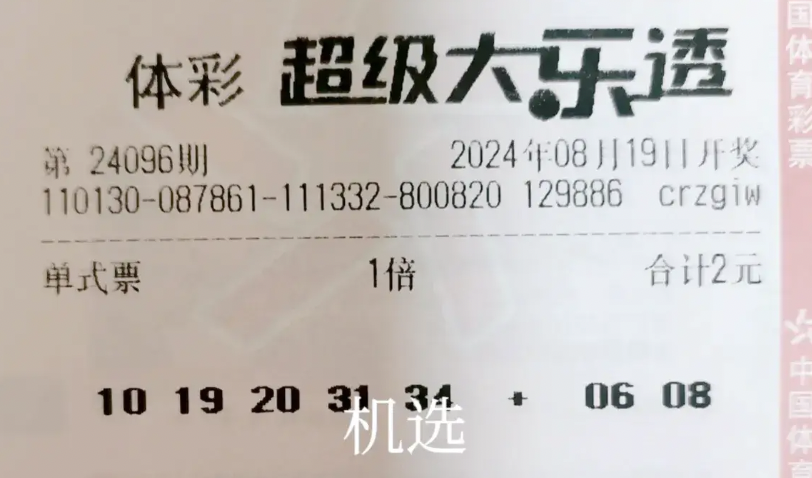 体彩 超级大乐透
第 24096期 2024年08月19日开奖
110130-087861-111332-800820 129886 crzgiw
单式票 1倍 合计2元
10 19 20 31 34 + 06 08
机选
国体育彩票
中国体育